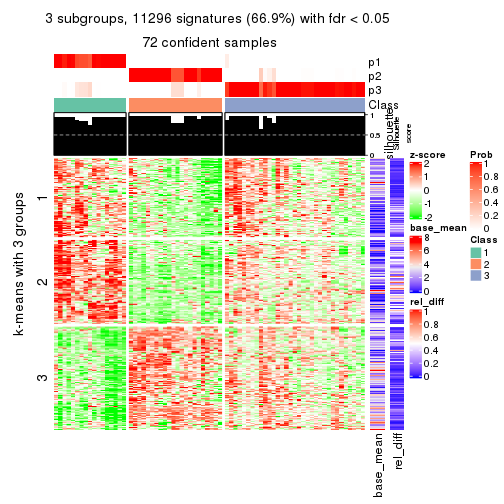 3 subgroups, 11296 signatures (66.9%) with fdr < 0.05
72 confident samples
p1
p2
p3
Class
1
0.5
0
silhouette
Silhouette
score
k-means with 3 groups
1
2
3
base_mean
rel_diff
z-score
2
1
0
-1
-2
base_mean
8
6
4
2
0
rel_diff
1
0.8
0.6
0.4
0.2
0
Prob
1
0.8
0.6
0.4
0.2
0
Class
1
2
3